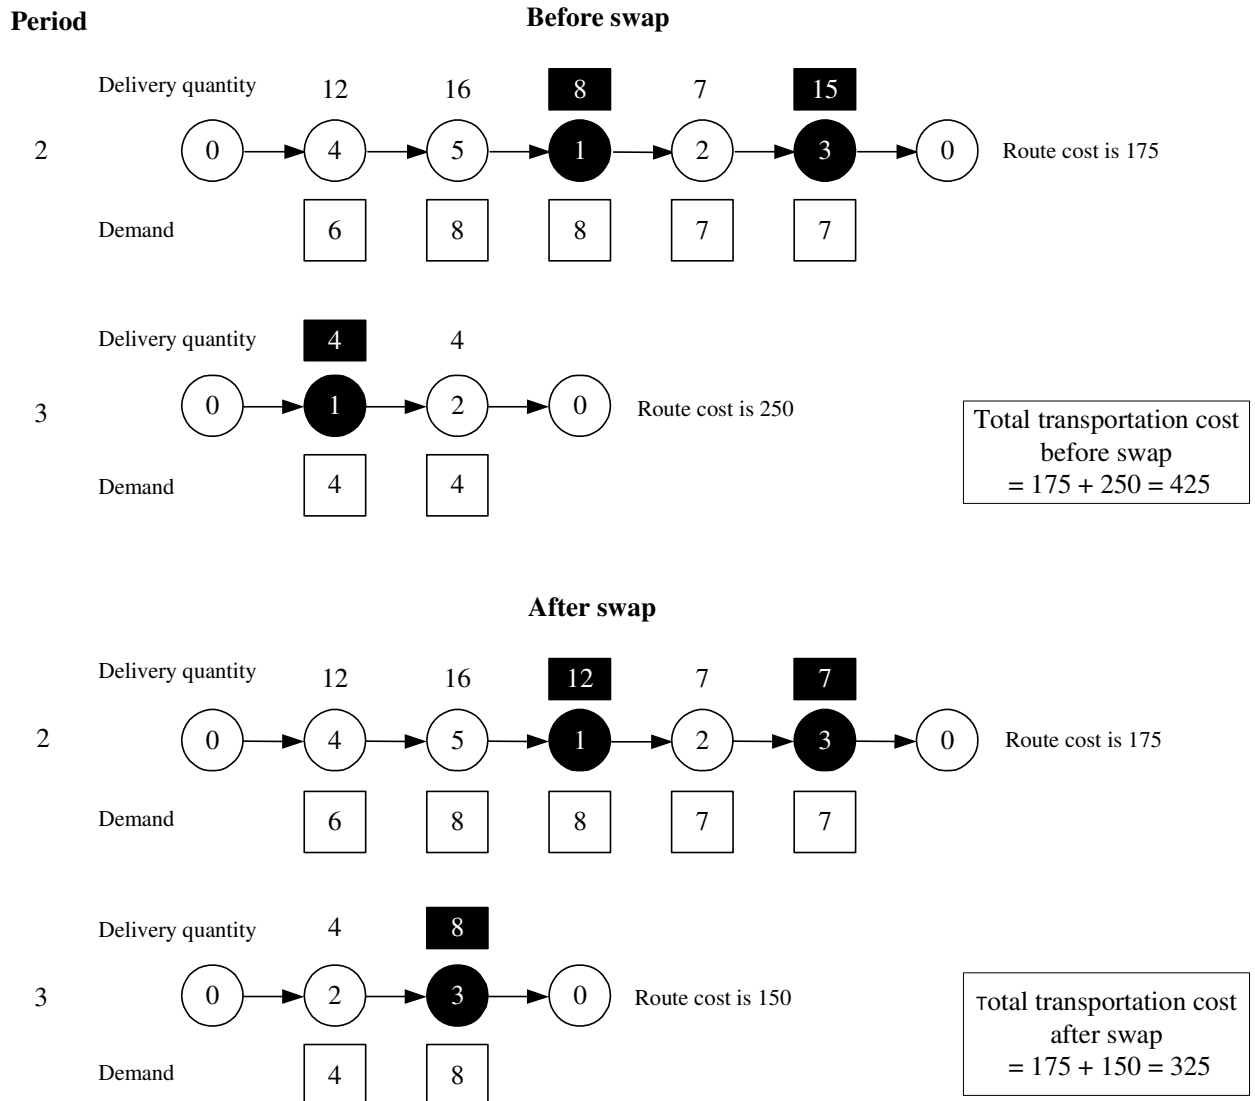 Period
Before swap
Delivery quantity 12 16 8 7 15
2 0 4 5 1 2 3 0 Route cost is 175
Demand 6 8 8 7 7
Delivery quantity 4 4
3 0 1 2 0 Route cost is 250
Demand 4 4
Total transportation cost
before swap
= 175 + 250 = 425
After swap
Delivery quantity 12 16 12 7 7
2 0 4 5 1 2 3 0 Route cost is 175
Demand 6 8 8 7 7
Delivery quantity 4 8
3 0 2 3 0 Route cost is 150
Demand 4 8
Total transportation cost
after swap
= 175 + 150 = 325